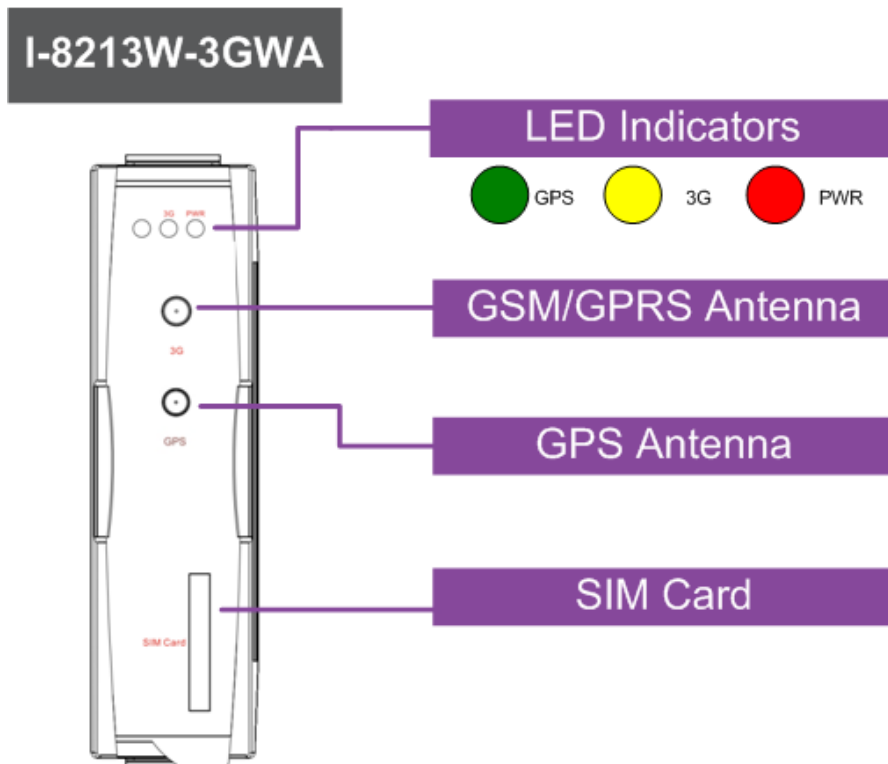 I-8213W-3GWA
LED Indicators
GPS 3G PWR
3G PWR
GSM/GPRS Antenna
3G
GPS Antenna
GPS
SIM Card
SIM Card